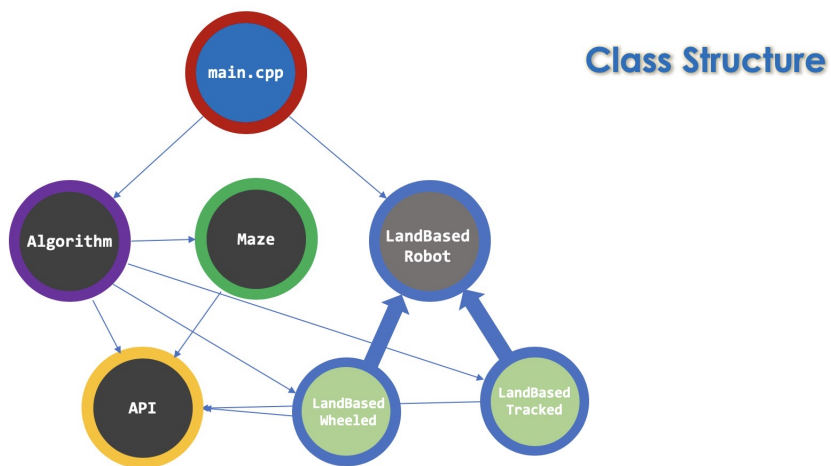 Class Structure
main.cpp
Algorithm
Maze
LandBased
Robot
API
LandBased
Wheeled
LandBased
Tracked